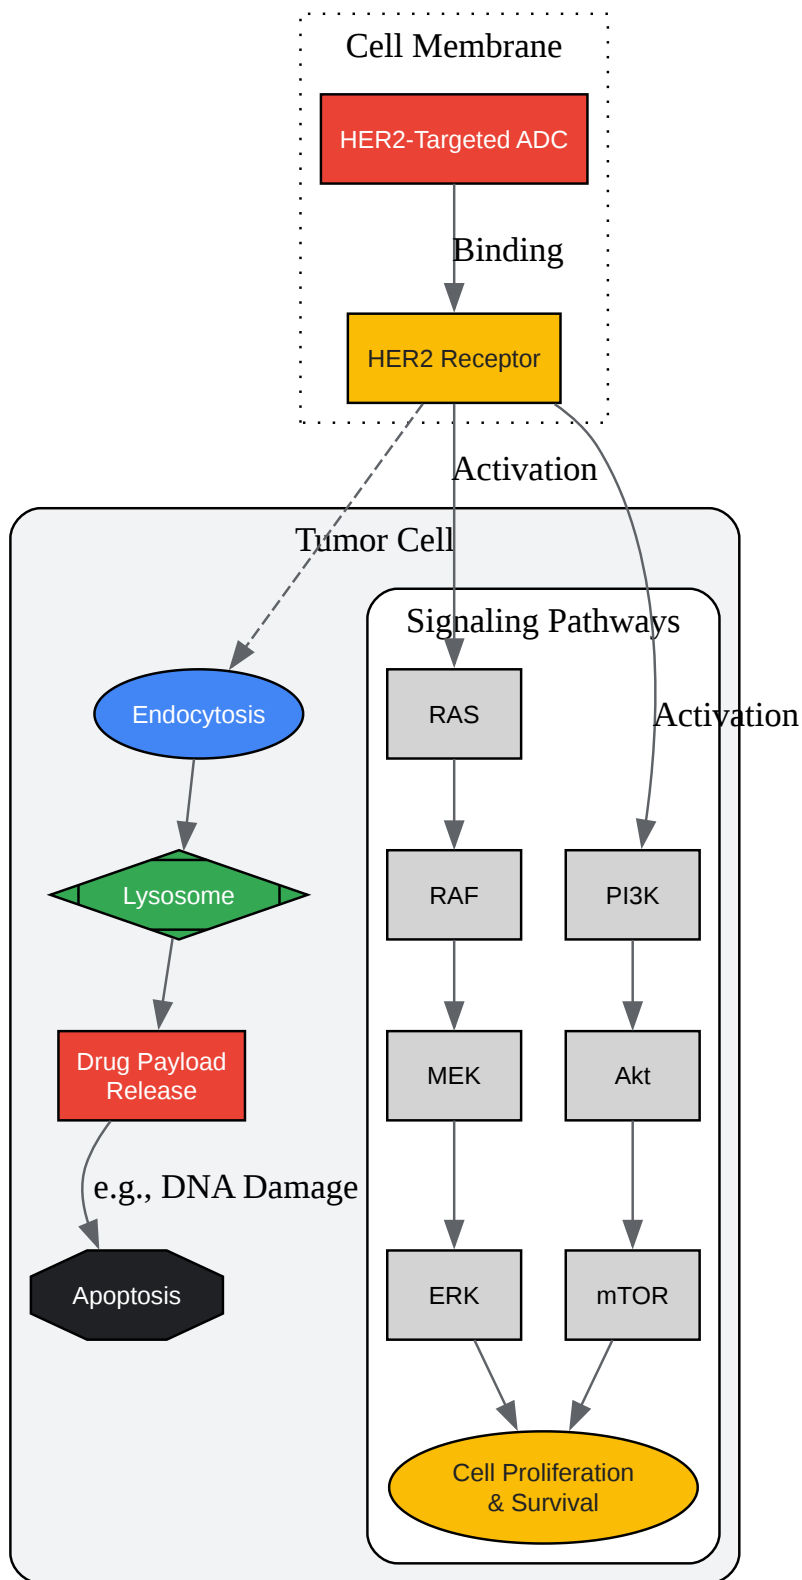 Cell Membrane
HER2-Targeted ADC
Binding
HER2 Receptor
Activation
Tumor Cell
Signaling Pathways
Endocytosis
RAS
Activation
Lysosome
RAF
PI3K
Drug Payload
Release
MEK
Akt
e.g., DNA Damage
Apoptosis
ERK
mTOR
Cell Proliferation
& Survival